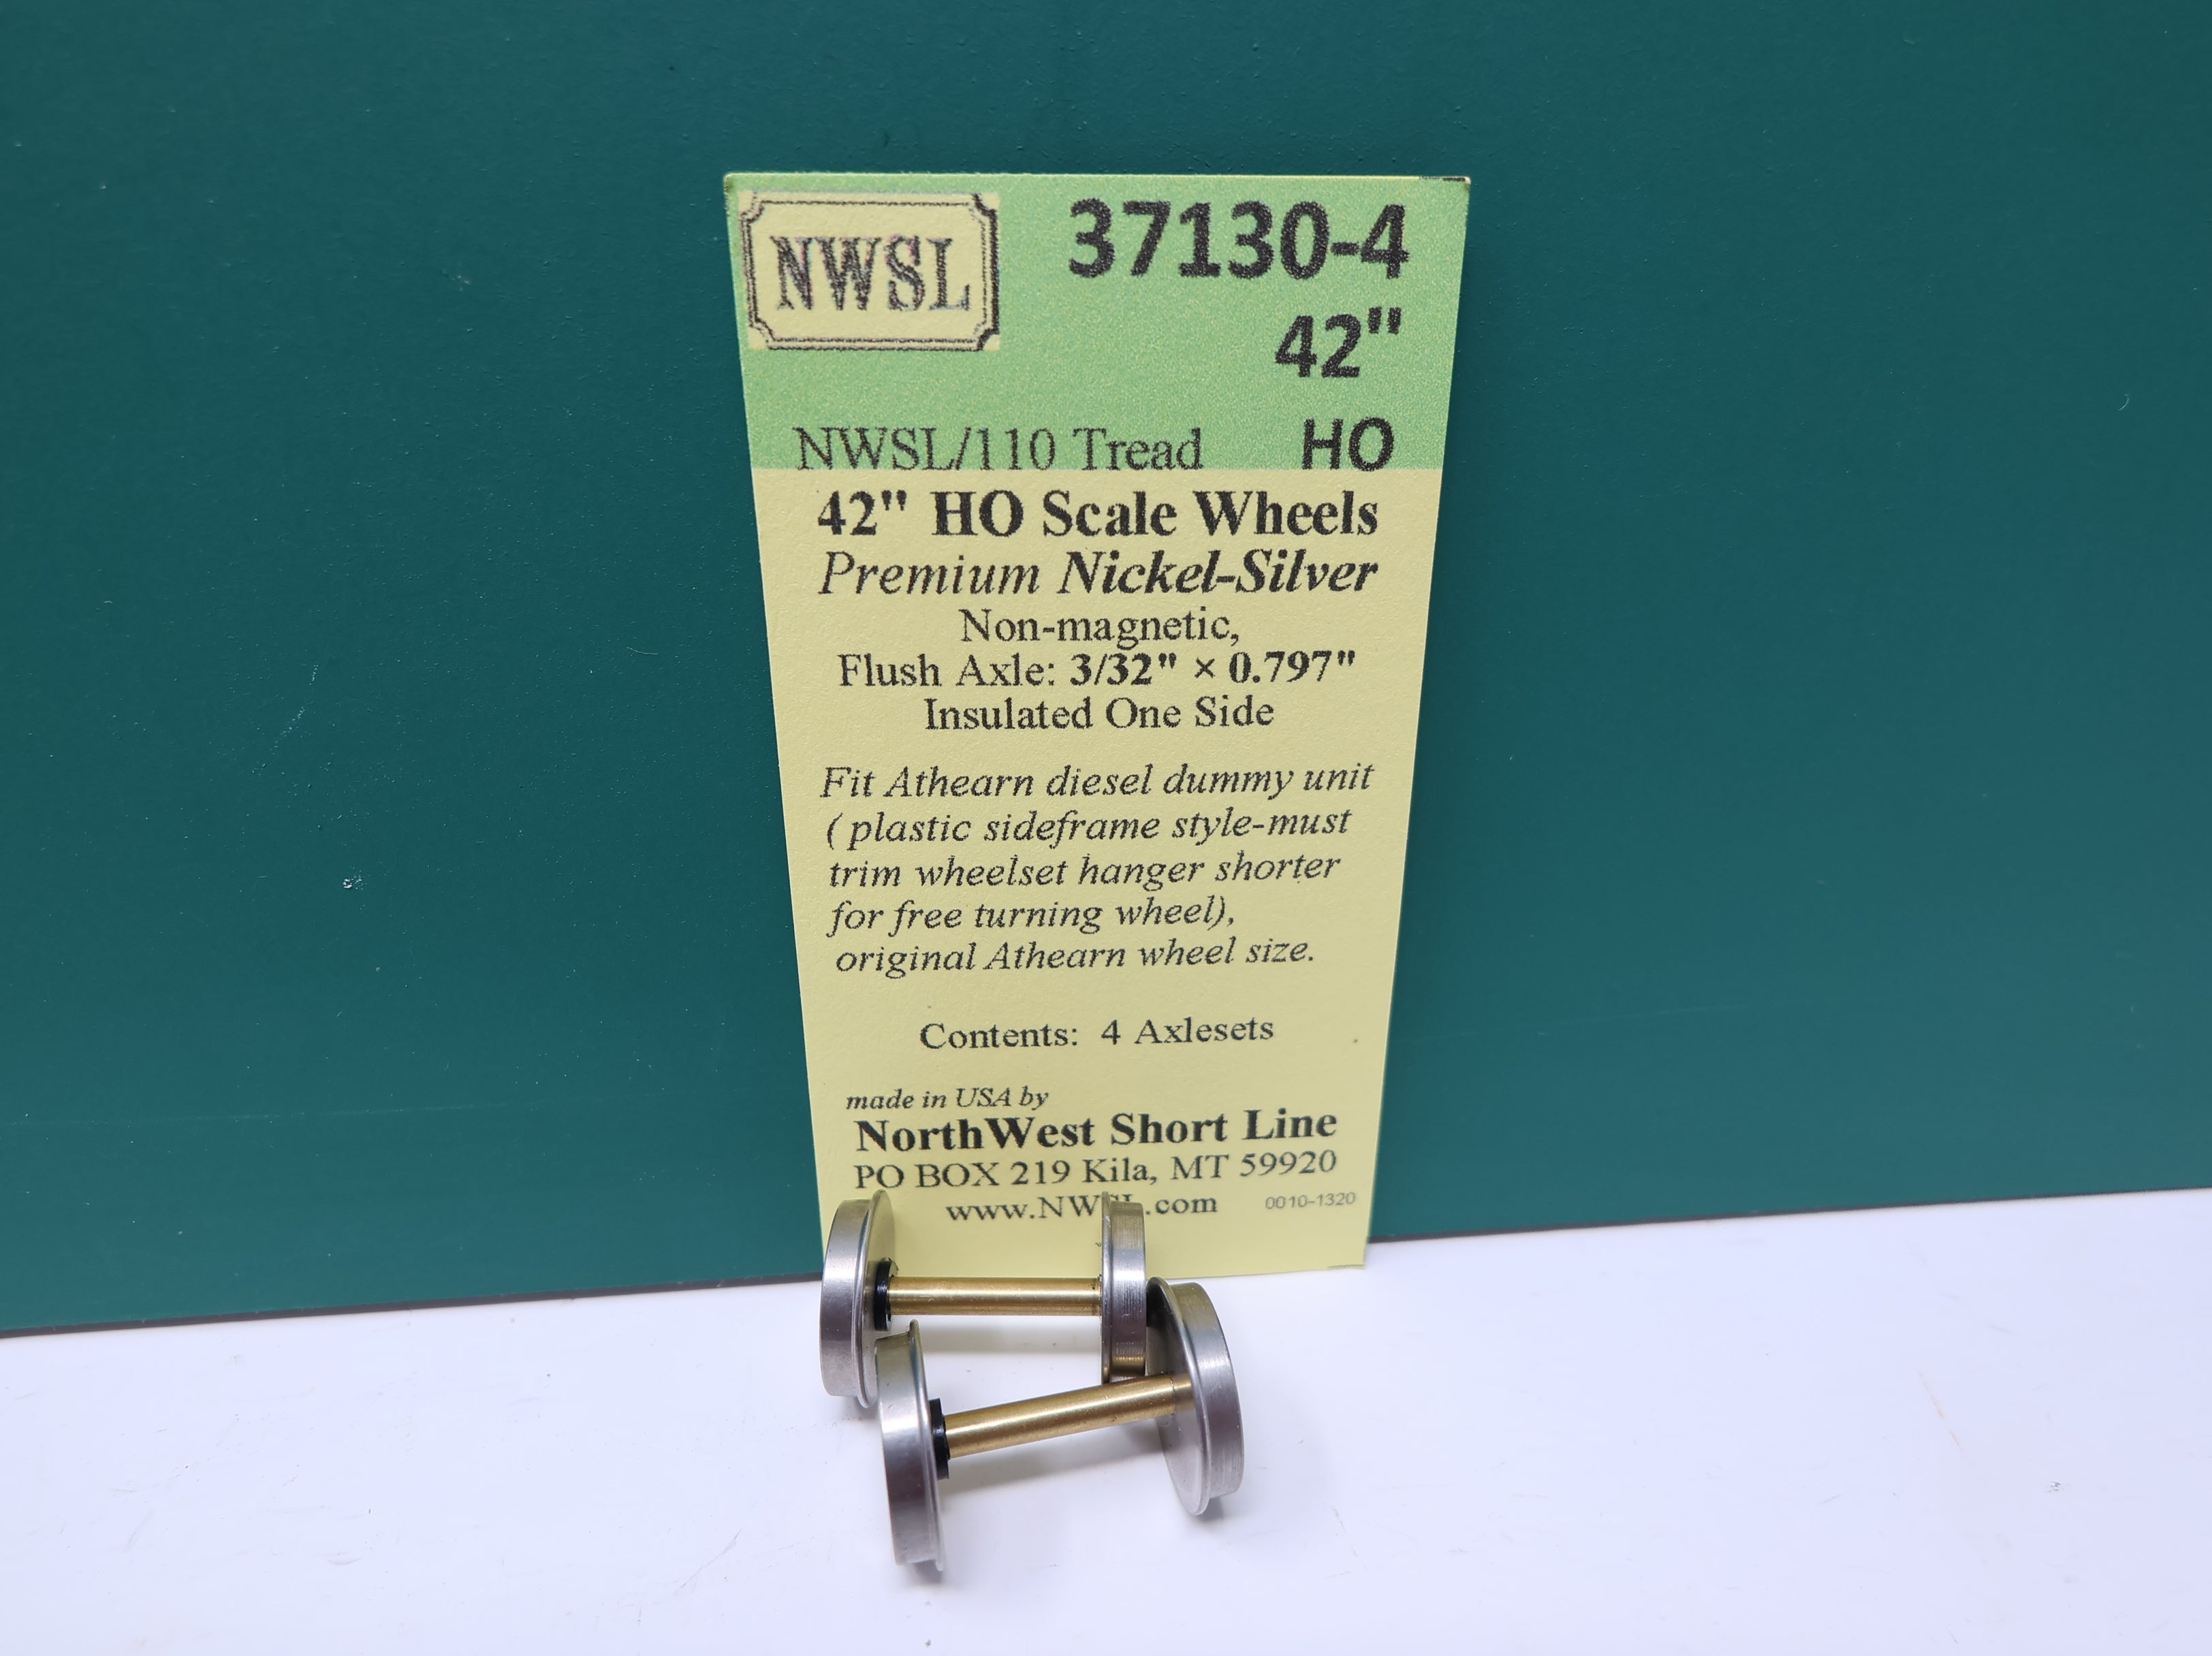 NWSL
37130-4
42"
NWSL/110 Tread HO
42" HO Scale Wheels
Premium Nickel-Silver
Non-magnetic,
Flush Axle: 3/32" × 0.797"
Insulated One Side
Fit Athearn diesel dummy unit
( plastic sideframe style-must
trim wheelset hanger shorter
for free turning wheel),
original Athearn wheel size.
Contents: 4 Axlesets
made in USA by
NorthWest Short Line
PO BOX 219 Kila, MT 59920
www.NWSL.com 0010-1320